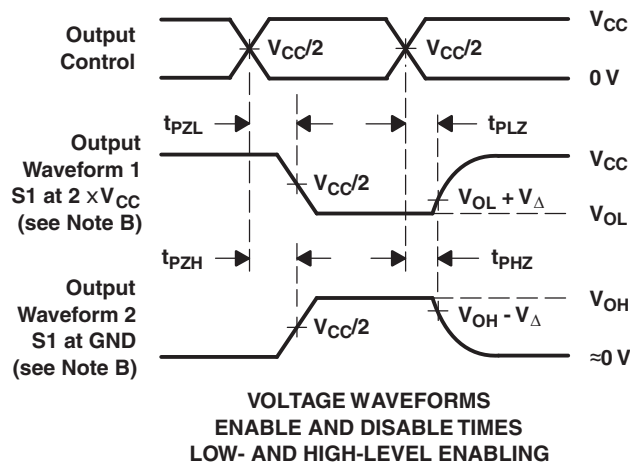 Output
Control
V_CC/2
V_CC/2
V_CC
0 V
t_PZL
t_PLZ
Output
Waveform 1
S1 at 2 x V_CC
(see Note B)
V_CC/2
V_OL + V_Δ
V_CC
V_OL
t_PZH
t_PHZ
Output
Waveform 2
S1 at GND
(see Note B)
V_CC/2
V_OH - V_Δ
V_OH
≈0 V
VOLTAGE WAVEFORMS
ENABLE AND DISABLE TIMES
LOW- AND HIGH-LEVEL ENABLING